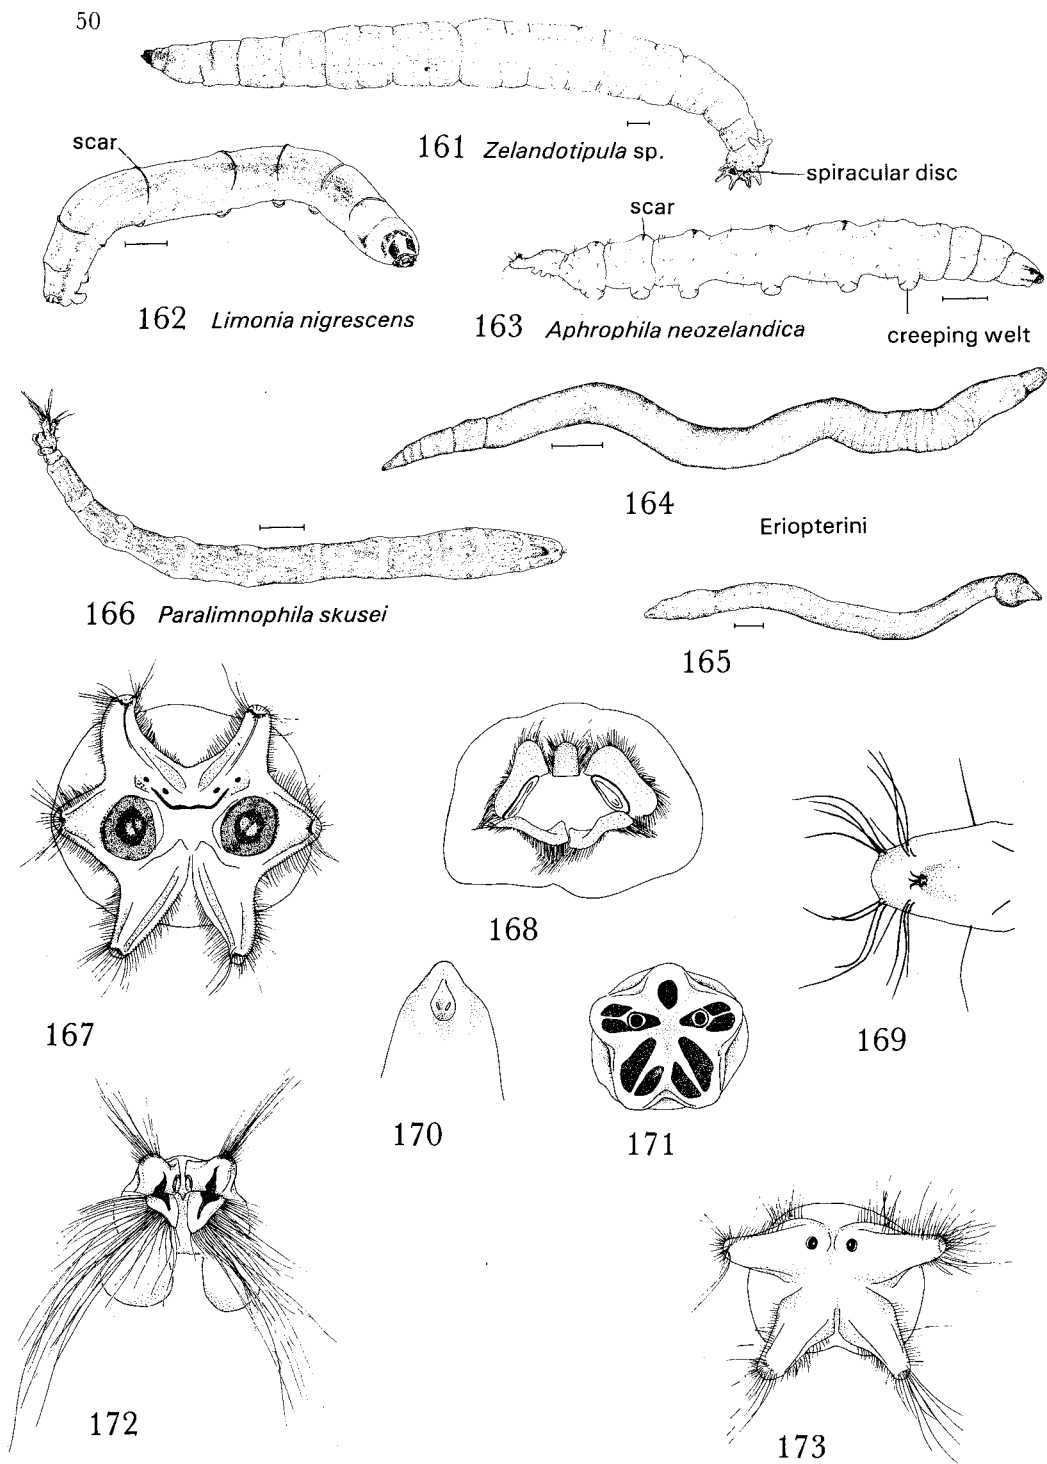 50
161 Zelandotipula sp.
scar
spiracular disc
scar
162 Limonia nigrescens
163 Aphrophila neozelandica
creeping welt
164
Eriopterini
166 Paralimnophila skusei
165
167
168
169
170
171
172
173